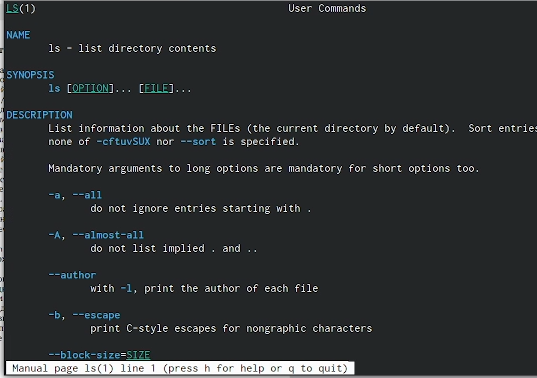 LS(1) User Commands
NAME
ls - list directory contents
SYNOPSIS
ls [OPTION]... [FILE]...
DESCRIPTION
List information about the FILEs (the current directory by default). Sort entries
none of -cftuvSUX nor --sort is specified.
Mandatory arguments to long options are mandatory for short options too.
-a, --all
do not ignore entries starting with .
-A, --almost-all
do not list implied . and ..
--author
with -l, print the author of each file
-b, --escape
print C-style escapes for nongraphic characters
--block-size=SIZE
Manual page ls(1) line 1 (press h for help or q to quit)